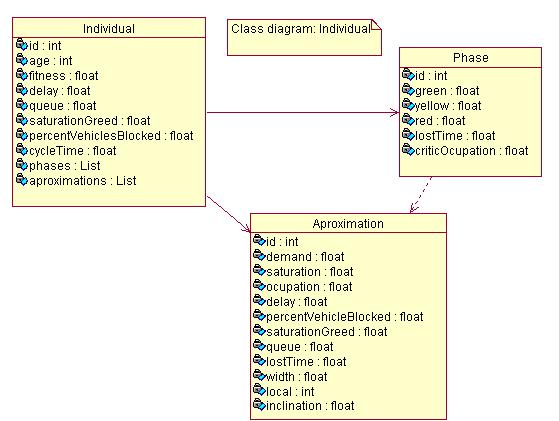 Individual
id : int
age : int
fitness : float
delay : float
queue : float
saturationGreed : float
percentVehiclesBlocked : float
cycleTime : float
phases : List
aproximations : List
Class diagram: Individual
Phase
id : int
green : float
yellow : float
red : float
lostTime : float
criticOcupation : float
Aproximation
id : int
demand : float
saturation : float
ocupation : float
delay : float
percentVehicleBlocked : float
saturationGreed : float
queue : float
lostTime : float
width : float
local : int
inclination : float